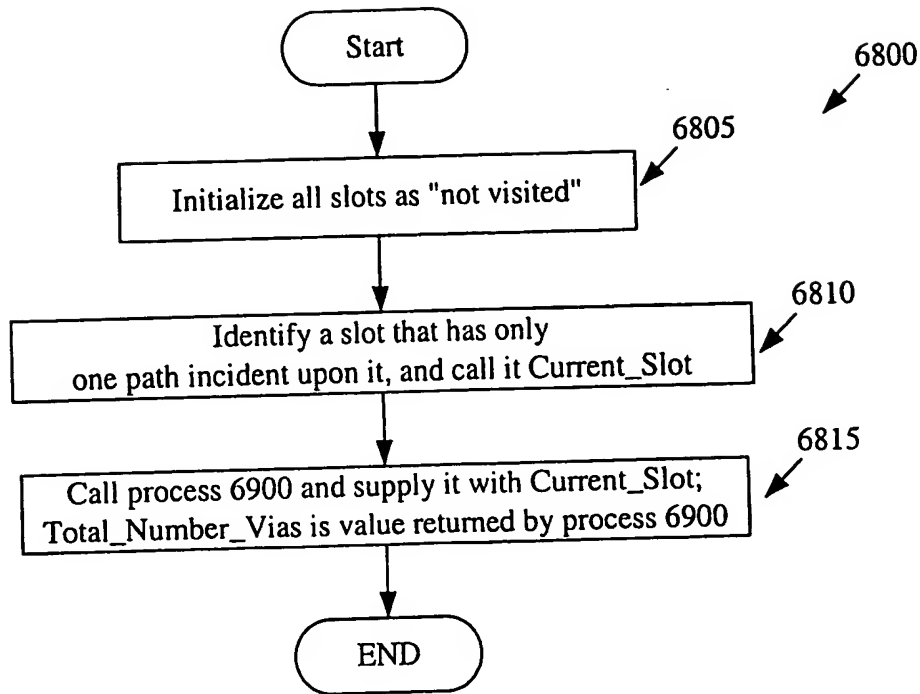 Start
6800
6805
Initialize all slots as "not visited"
6810
Identify a slot that has only
one path incident upon it, and call it Current_Slot
6815
Call process 6900 and supply it with Current_Slot;
Total_Number_Vias is value returned by process 6900
END